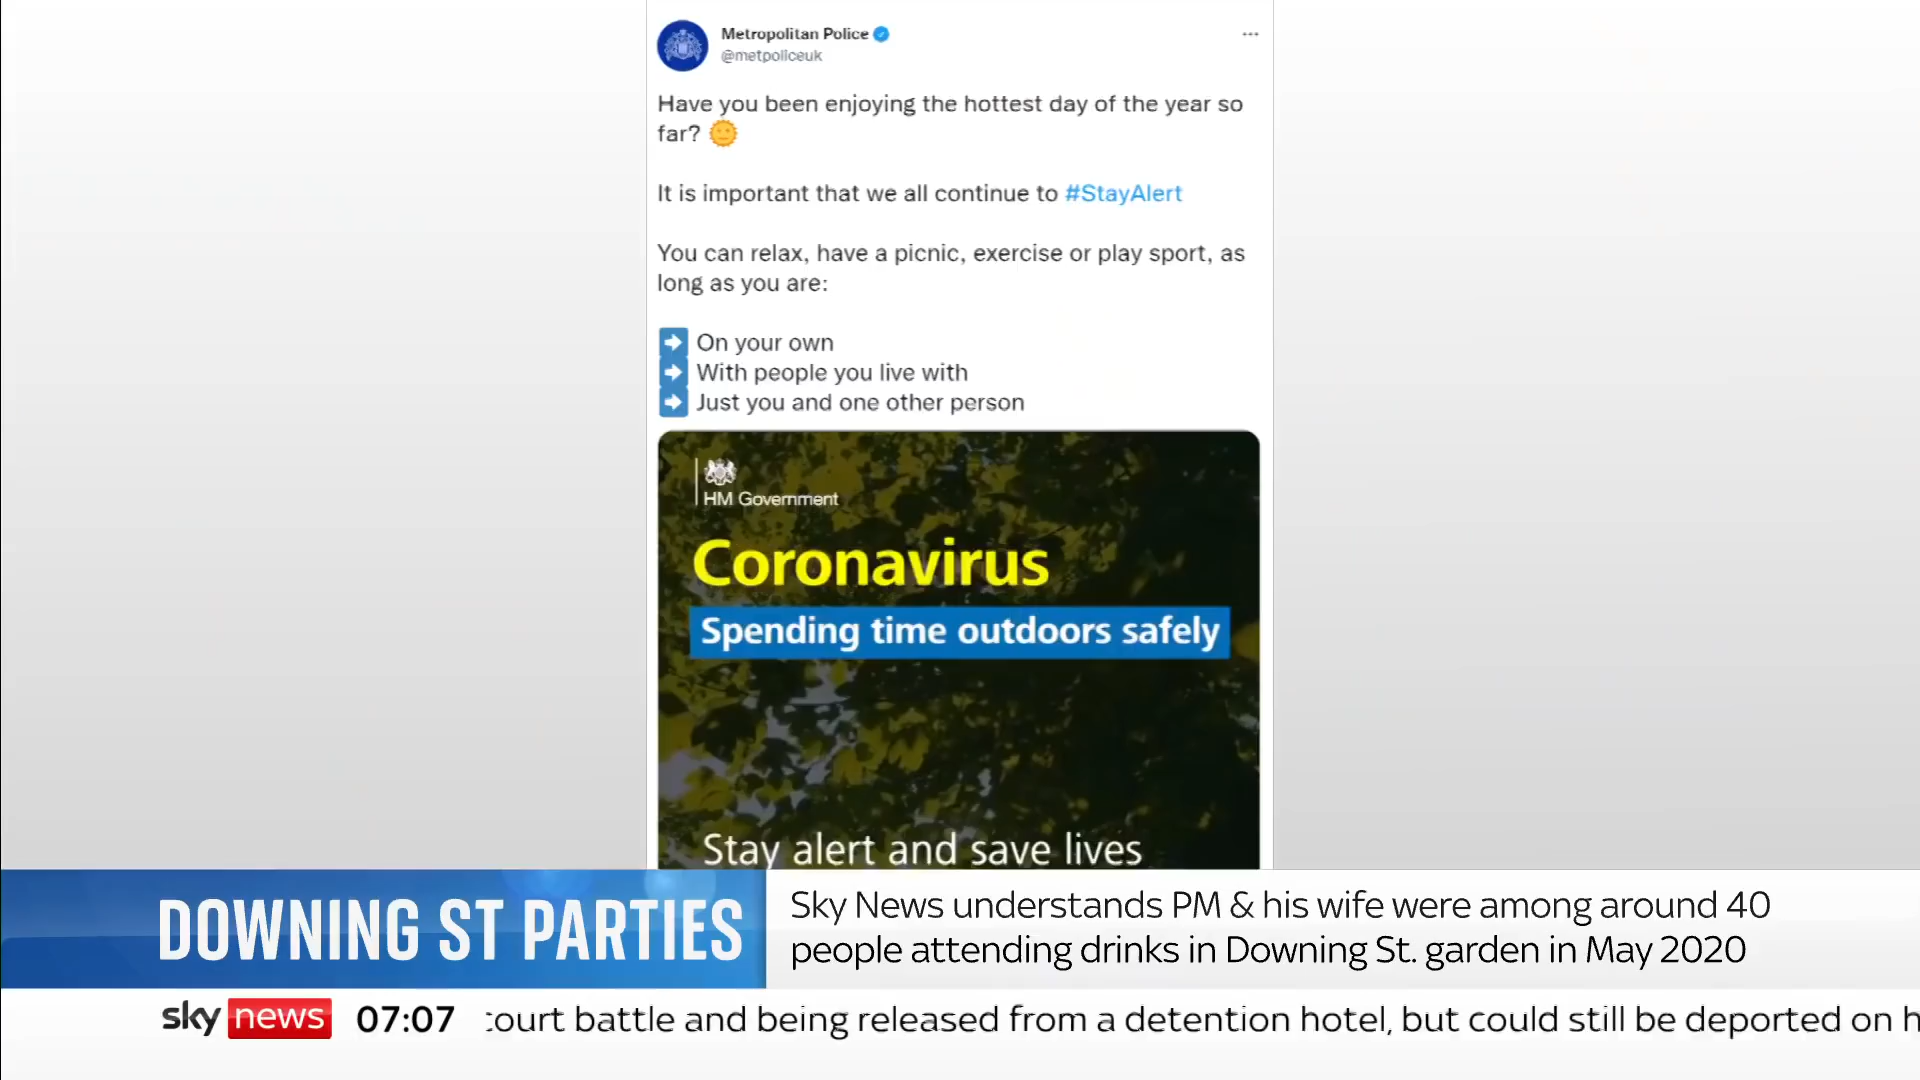 Metropolitan Police
@metpoliceuk
Have you been enjoying the hottest day of the year so
far? 🌞
It is important that we all continue to #StayAlert
You can relax, have a picnic, exercise or play sport, as
long as you are:
➡ On your own
➡ With people you live with
➡ Just you and one other person
HM Government
Coronavirus
Spending time outdoors safely
Stay alert and save lives
DOWNING ST PARTIES
Sky News understands PM & his wife were among around 40
people attending drinks in Downing St. garden in May 2020
sky news 07:07 court battle and being released from a detention hotel, but could still be deported on h